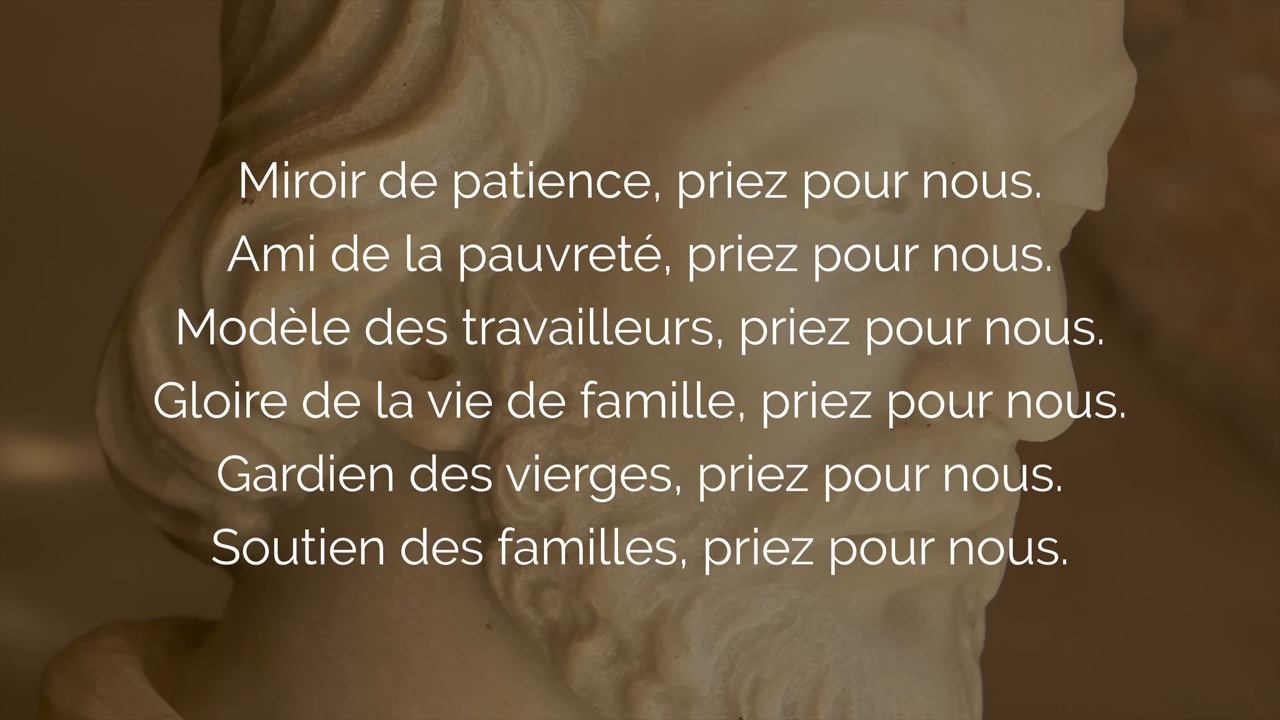 Miroir de patience, priez pour nous.
Ami de la pauvreté, priez pour nous.
Modèle des travailleurs, priez pour nous.
Gloire de la vie de famille, priez pour nous.
Gardien des vierges, priez pour nous.
Soutien des familles, priez pour nous.